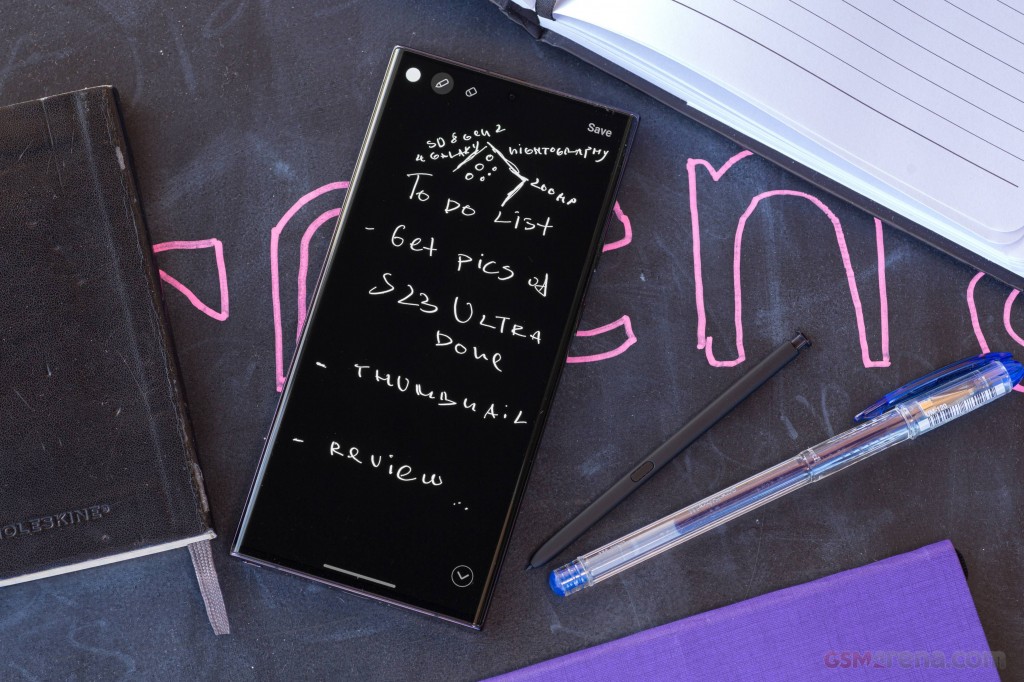 Save
SD 8 Gen 2
4 GALAXY
NIGHTOGRAPHY
200MP
To Do List
- Get pics of
S23 ULTRA
Done
- THUMBNAIL
- Review...
MOLESKINE®
GSMarena.com